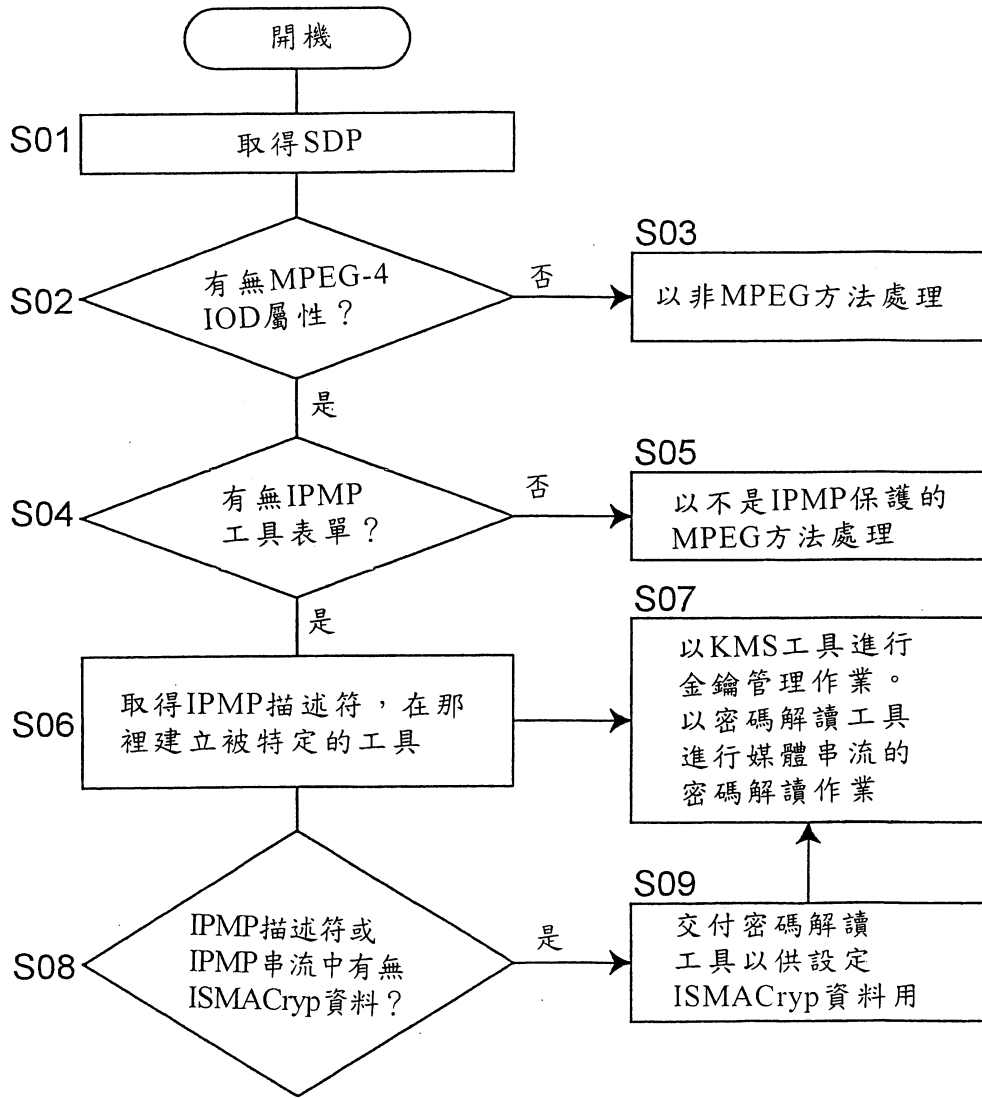 開機
S01
取得SDP
S02
有無MPEG-4
IOD屬性？
否
S03
以非MPEG方法處理
是
S04
有無IPMP
工具表單？
否
S05
以不是IPMP保護的
MPEG方法處理
是
S06
取得IPMP描述符，在那
裡建立被特定的工具
S07
以KMS工具進行
金鑰管理作業。
以密碼解讀工具
進行媒體串流的
密碼解讀作業
S08
IPMP描述符或
IPMP串流中有無
ISMACryp資料？
是
S09
交付密碼解讀
工具以供設定
ISMACryp資料用